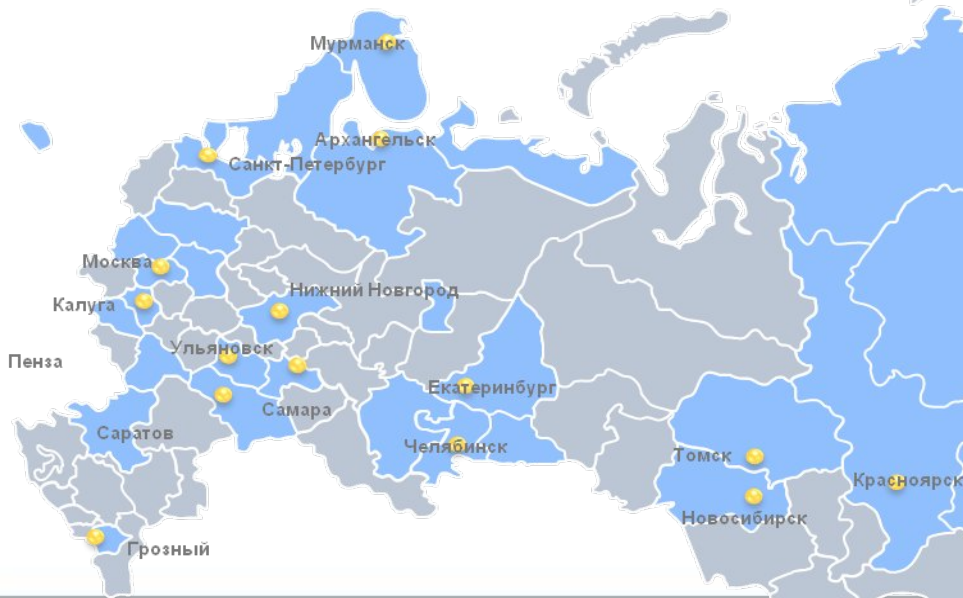 Мурманск
Архангельск
Санкт-Петербург
Москва
Нижний Новгород
Калуга
Ульяновск
Пенза
Екатеринбург
Самара
Саратов
Челябинск
Томск
Красноярск
Новосибирск
Грозный